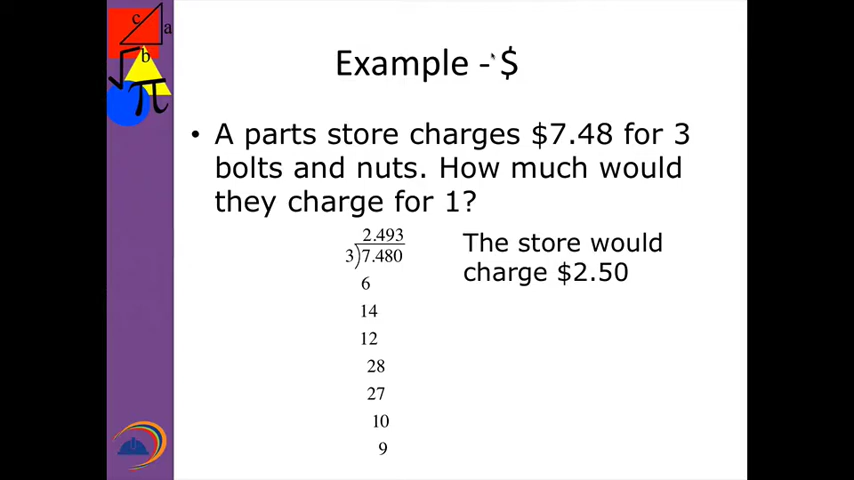 c
a
b
√
π
Example - $
• A parts store charges $7.48 for 3
bolts and nuts. How much would
they charge for 1?
2.493
3)7.480
6
14
12
28
27
10
9
The store would
charge $2.50